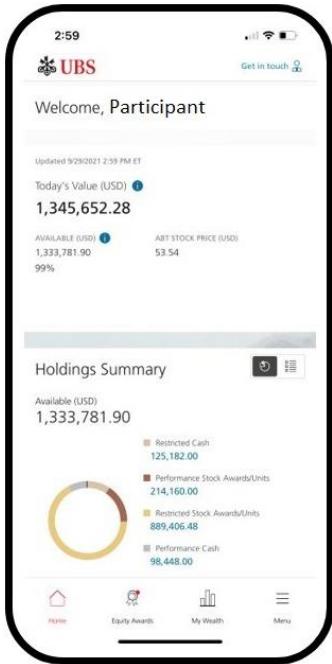 2:59
UBS
Get in touch
Welcome, Participant
Updated 9/29/2021 2:59 PM ET
Today's Value (USD)
1,345,652.28
AVAILABLE (USD) ABT STOCK PRICE (USD)
1,333,781.90 53.54
99%
Holdings Summary
Available (USD)
1,333,781.90
Restricted Cash
125,182.00
Performance Stock Awards/Units
214,160.00
Restricted Stock Awards/Units
889,406.48
Performance Cash
98,448.00
Home Equity Awards My Wealth Menu